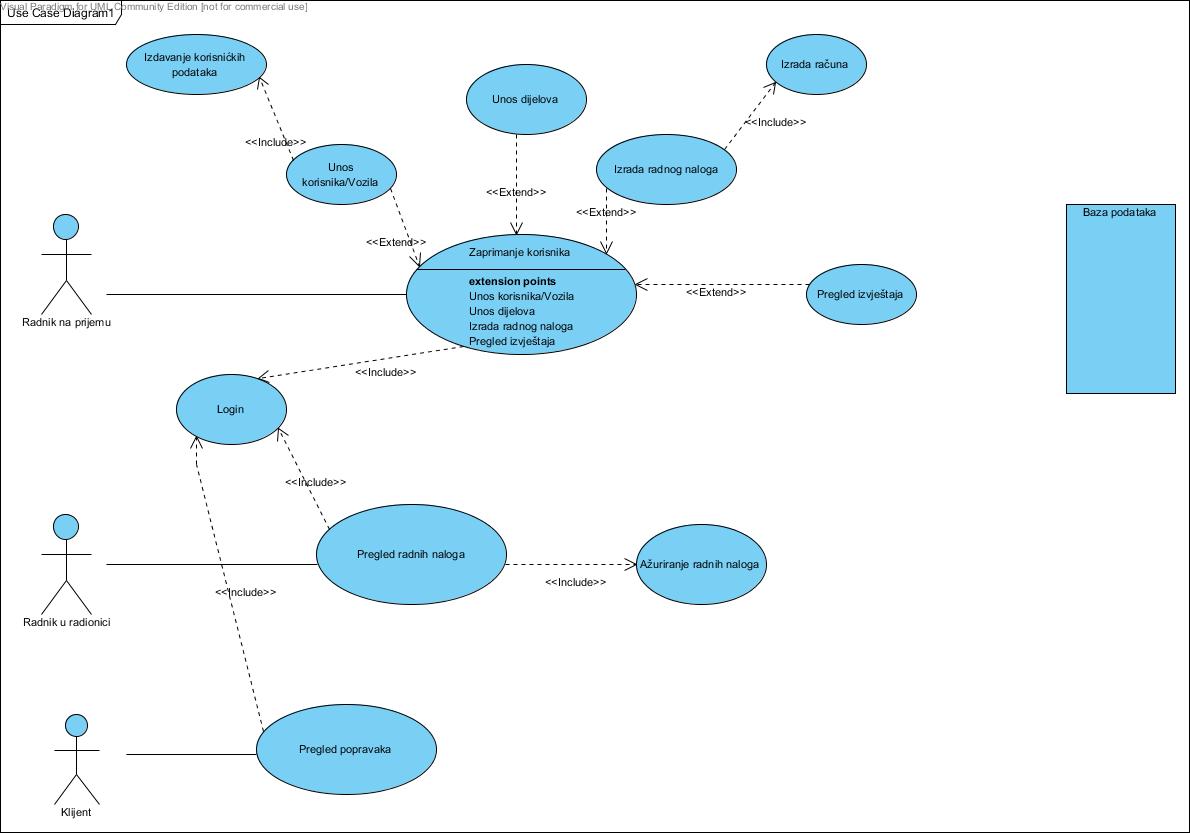 Visual Paradigm for UML Community Edition [not for commercial use]
Use Case Diagram1
Izdavanje korisničkih
podataka
Izrada računa
Unos dijelova
<<Include>>
<<Include>>
Unos
korisnika/Vozila
Izrada radnog naloga
<<Extend>>
<<Extend>>
Baza podataka
<<Extend>>
Zaprimanje korisnika
extension points
Unos korisnika/Vozila
Unos dijelova
Izrada radnog naloga
Pregled izvještaja
<<Extend>>
Pregled izvještaja
Radnik na prijemu
<<Include>>
Login
<<Include>>
Pregled radnih naloga
Ažuriranje radnih naloga
<<Include>>
<<Include>>
Radnik u radionici
Pregled popravaka
Klijent